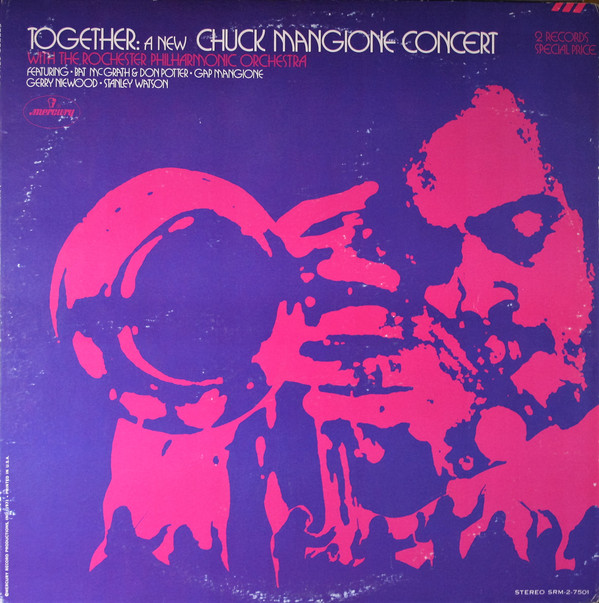 TOGETHER: A NEW CHUCK MANGIONE CONCERT
WITH THE ROCHESTER PHILHARMONIC ORCHESTRA
FEATURING • PAT McGRATH & DON POTTER • GAP MANGIONE
GERRY NIEWOOD • STANLEY WATSON
2 RECORDS
SPECIAL PRICE
mercury
STEREO SRM-2-7501